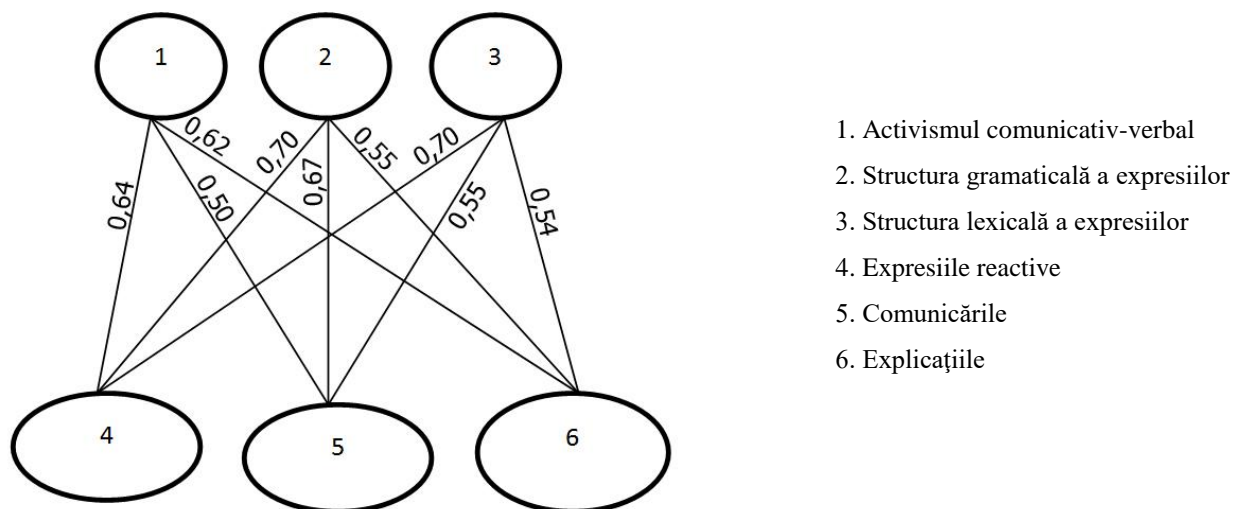 1
2
3
0,64
0,62
0,50
0,70
0,67
0,55
0,70
0,55
0,54
4
5
6
1. Activismul comunicativ-verbal
2. Structura gramaticală a expresiilor
3. Structura lexicală a expresiilor
4. Expresiile reactive
5. Comunicările
6. Explicaţiile